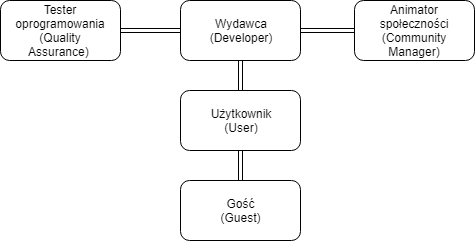 Tester
oprogramowania
(Quality
Assurance)
Wydawca
(Developer)
Animator
społeczności
(Community
Manager)
Użytkownik
(User)
Gość
(Guest)